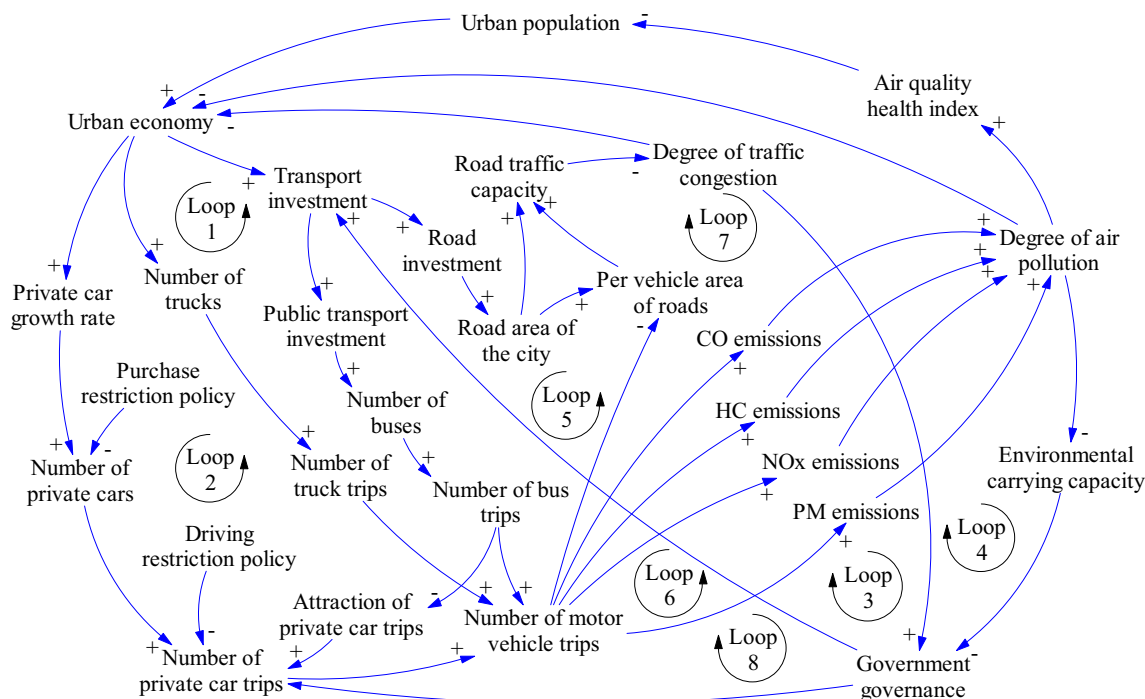 Urban population
-
Air quality
health index
+
+
-
-
Urban economy
Road traffic
capacity
-
Degree of traffic
congestion
Transport
investment
+
+
+
Loop
1
Loop
7
+
+
+
+
+
+
Road
investment
+
Degree of air
pollution
+
+
Number of
trucks
+
Private car
growth rate
+
Public transport
investment
+
Road area of
the city
+
Per vehicle area
of roads
-
CO emissions
+
Purchase
restriction policy
+
Number of
buses
Loop
5
HC emissions
+
-
+
-
Number of
private cars
Loop
2
+
Number of
truck trips
+
Number of bus
trips
NOx emissions
+
Environmental
carrying capacity
PM emissions
+
Driving
restriction policy
Loop
4
Loop
6
Loop
3
+
+
-
Attraction of
private car trips
Number of motor
vehicle trips
Loop
8
+
-
+
-
+
+
Number of
private car trips
Government
governance
-